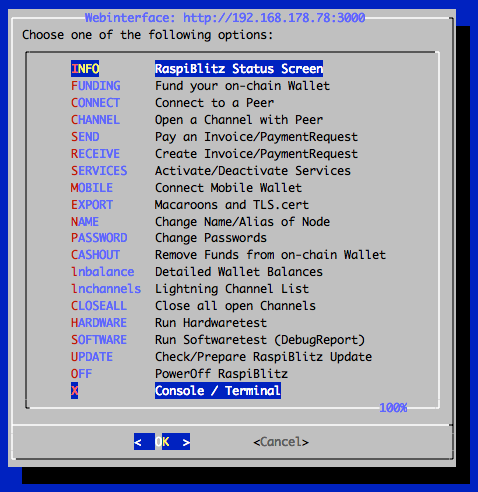 Webinterface: http://192.168.178.78:3000
Choose one of the following options:
INFO RaspiBlitz Status Screen
FUNDING Fund your on-chain Wallet
CONNECT Connect to a Peer
CHANNEL Open a Channel with Peer
SEND Pay an Invoice/PaymentRequest
RECEIVE Create Invoice/PaymentRequest
SERVICES Activate/Deactivate Services
MOBILE Connect Mobile Wallet
EXPORT Macaroons and TLS.cert
NAME Change Name/Alias of Node
PASSWORD Change Passwords
CASHOUT Remove Funds from on-chain Wallet
lnbalance Detailed Wallet Balances
lnchannels Lightning Channel List
CLOSEALL Close all open Channels
HARDWARE Run Hardwaretest
SOFTWARE Run Softwaretest (DebugReport)
UPDATE Check/Prepare RaspiBlitz Update
OFF PowerOff RaspiBlitz
X Console / Terminal
100%
< OK > <Cancel>